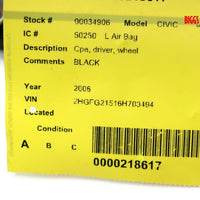 Stock # 00034906 Model CIVIC
BIGGS
IC # S0250 L Air Bag
Description Cpe, driver, wheel
Comments BLACK
Year 2006
VIN 2HGFG21516H703494
Located
Condition
A B C
0000218617